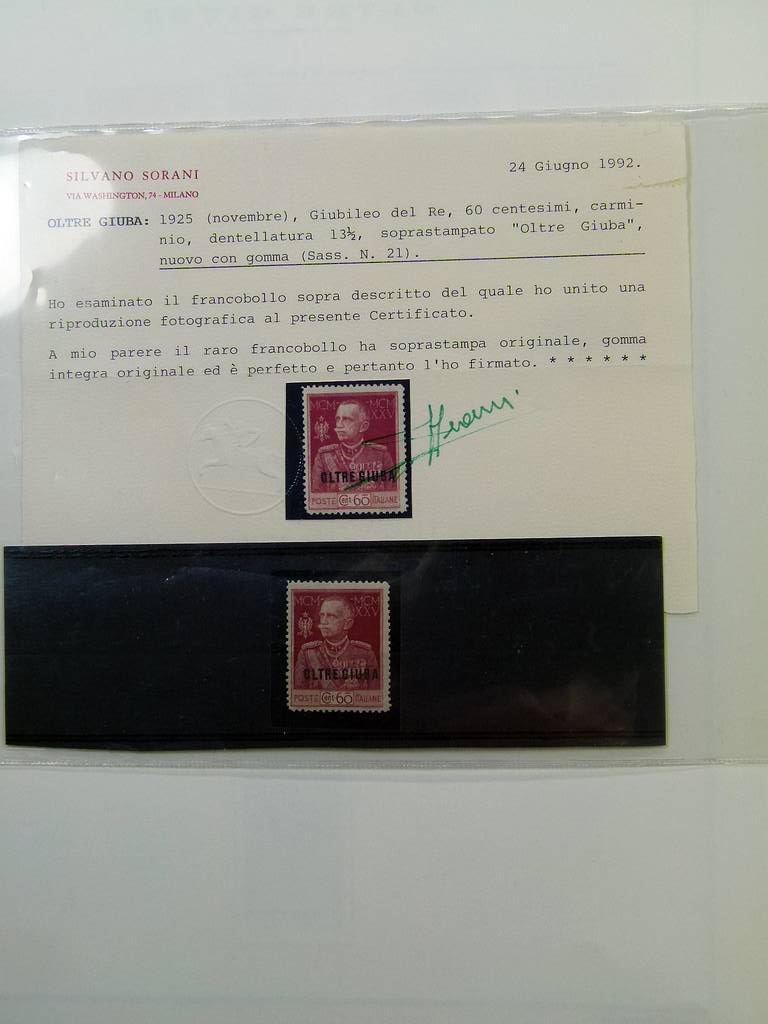 SILVANO SORANI
VIA WASHINGTON, 74 - MILANO
24 Giugno 1992.
OLTRE GIUBA: 1925 (novembre), Giubileo del Re, 60 centesimi, carmi-
nio, dentellatura 13½, soprastampato "Oltre Giuba",
nuovo con gomma (Sass. N. 21).
Ho esaminato il francobollo sopra descritto del quale ho unito una
riproduzione fotografica al presente Certificato.
A mio parere il raro francobollo ha soprastampa originale, gomma
integra originale ed è perfetto e pertanto l'ho firmato. * * * * * *
MCM MCM
XXV
OLTRE GIUBA
POSTE Cent 60 ITALIANE
MCM MCM
XXV
OLTRE GIUBA
POSTE Cent 60 ITALIANE